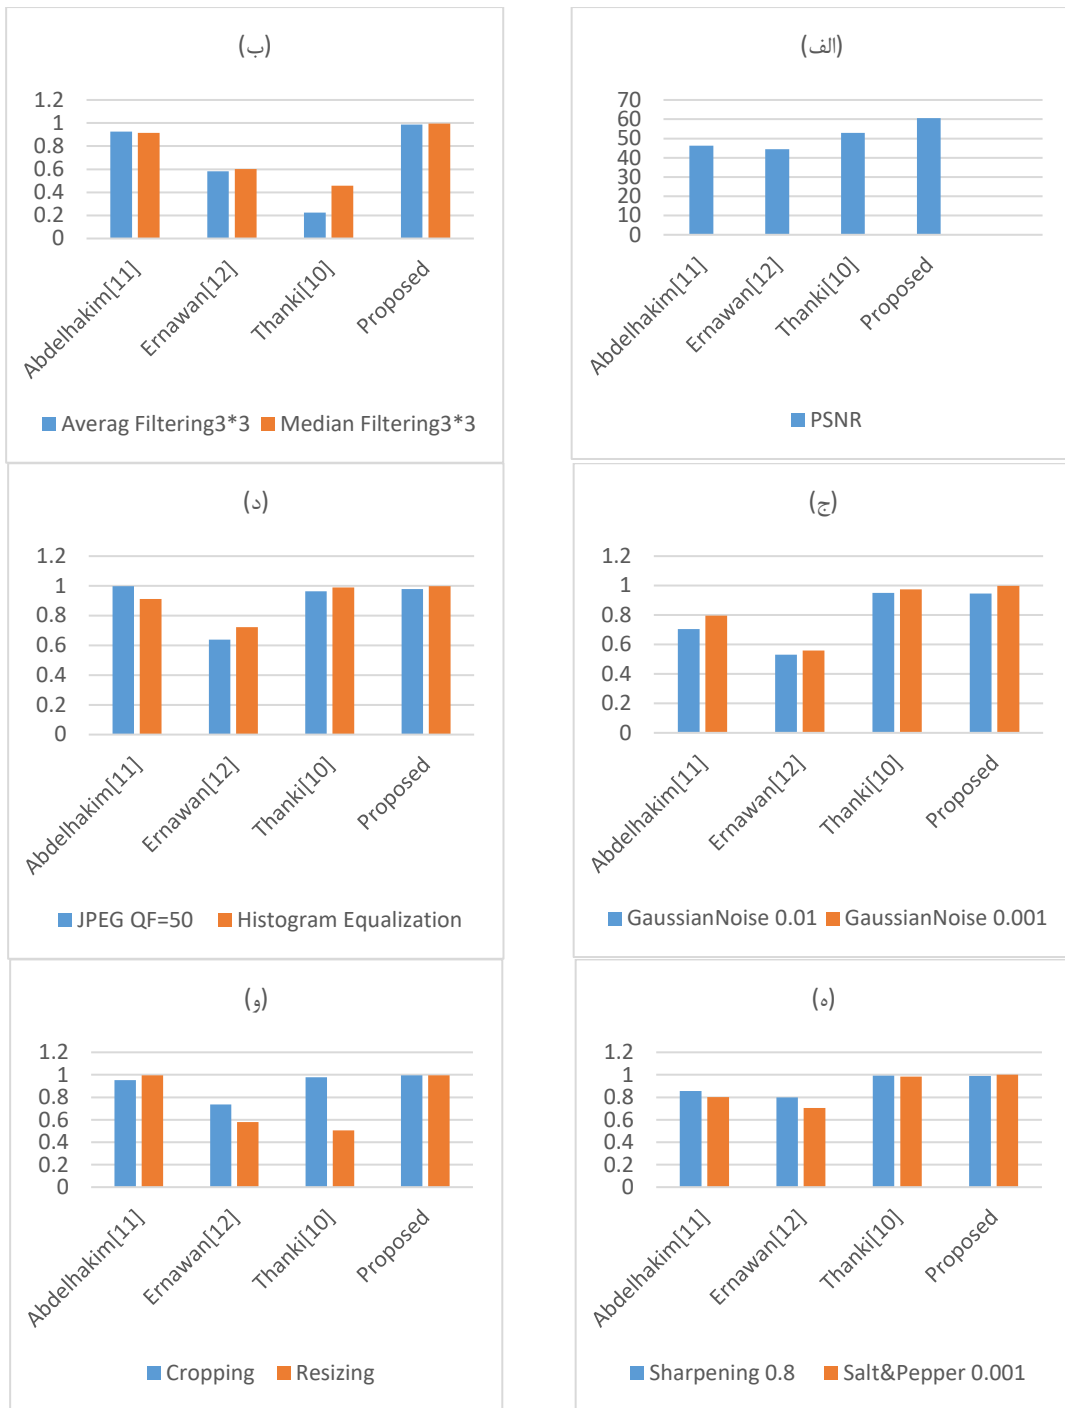 (الف)
70
60
50
40
30
20
10
0
Abdelhakim[11]
Ernawan[12]
Thanki[10]
Proposed
PSNR
(ب)
1.2
1
0.8
0.6
0.4
0.2
0
Abdelhakim[11]
Ernawan[12]
Thanki[10]
Proposed
Averag Filtering3*3 Median Filtering3*3
(ج)
1.2
1
0.8
0.6
0.4
0.2
0
Abdelhakim[11]
Ernawan[12]
Thanki[10]
Proposed
GaussianNoise 0.01 GaussianNoise 0.001
(د)
1.2
1
0.8
0.6
0.4
0.2
0
Abdelhakim[11]
Ernawan[12]
Thanki[10]
Proposed
JPEG QF=50 Histogram Equalization
(ه)
1.2
1
0.8
0.6
0.4
0.2
0
Abdelhakim[11]
Ernawan[12]
Thanki[10]
Proposed
Sharpening 0.8 Salt&Pepper 0.001
(و)
1.2
1
0.8
0.6
0.4
0.2
0
Abdelhakim[11]
Ernawan[12]
Thanki[10]
Proposed
Cropping Resizing